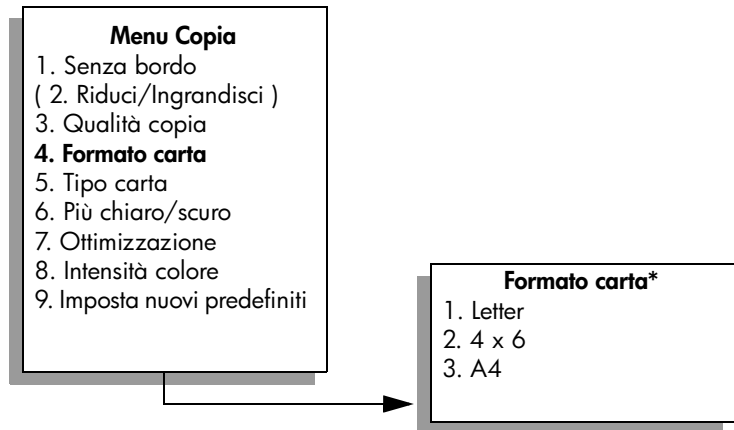 Menu Copia
1. Senza bordo
( 2. Riduci/Ingrandisci )
3. Qualità copia
4. Formato carta
5. Tipo carta
6. Più chiaro/scuro
7. Ottimizzazione
8. Intensità colore
9. Imposta nuovi predefiniti
Formato carta*
1. Letter
2. 4 x 6
3. A4